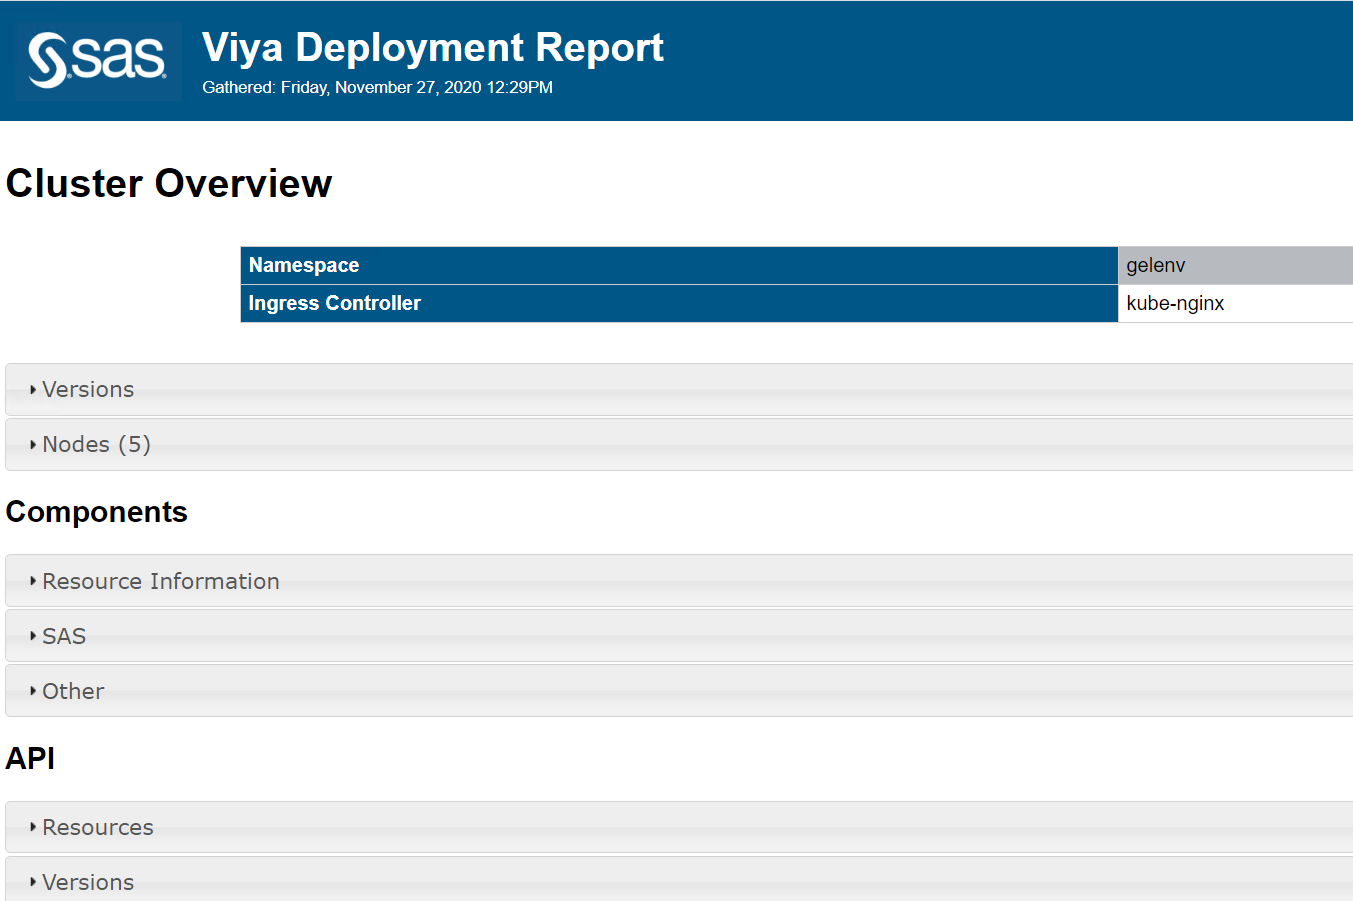 sas
Viya Deployment Report
Gathered: Friday, November 27, 2020 12:29PM
Cluster Overview
Namespace gelenv
Ingress Controller kube-nginx
Versions
Nodes (5)
Components
Resource Information
SAS
Other
API
Resources
Versions